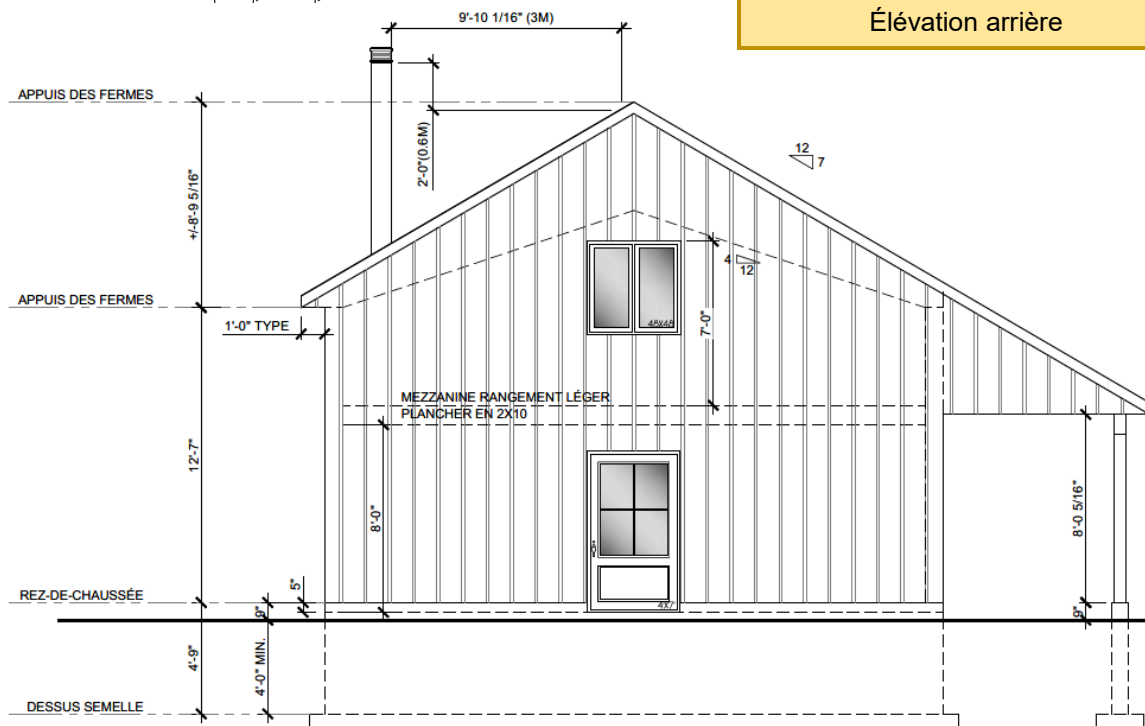 9'-10 1/16" (3M)
Élévation arrière
APPUIS DES FERMES
2'-0"(0.6M)
12
7
+/-8'-9 5/16"
4
12
48X48
7'-0"
APPUIS DES FERMES
1'-0" TYPE
MEZZANINE RANGEMENT LÉGER
PLANCHER EN 2X10
12'-7"
8'-0"
8'-0 5/16"
5"
REZ-DE-CHAUSSÉE
9"
4X7
9"
4'-9"
4'-0" MIN.
DESSUS SEMELLE